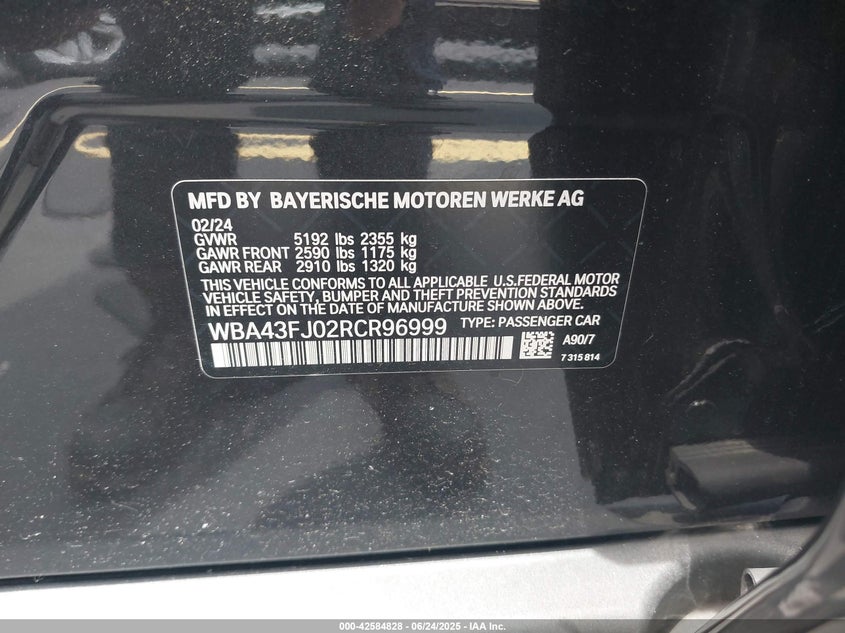 MFD BY BAYERISCHE MOTOREN WERKE AG
02/24
GVWR 5192 lbs 2355 kg
GAWR FRONT 2590 lbs 1175 kg
GAWR REAR 2910 lbs 1320 kg
THIS VEHICLE CONFORMS TO ALL APPLICABLE U.S.FEDERAL MOTOR
VEHICLE SAFETY, BUMPER AND THEFT PREVENTION STANDARDS
IN EFFECT ON THE DATE OF MANUFACTURE SHOWN ABOVE.
WBA43FJ02RCR96999 TYPE: PASSENGER CAR
A90/7
7 315 814
000-42584828 - 06/24/2025 - IAA Inc.